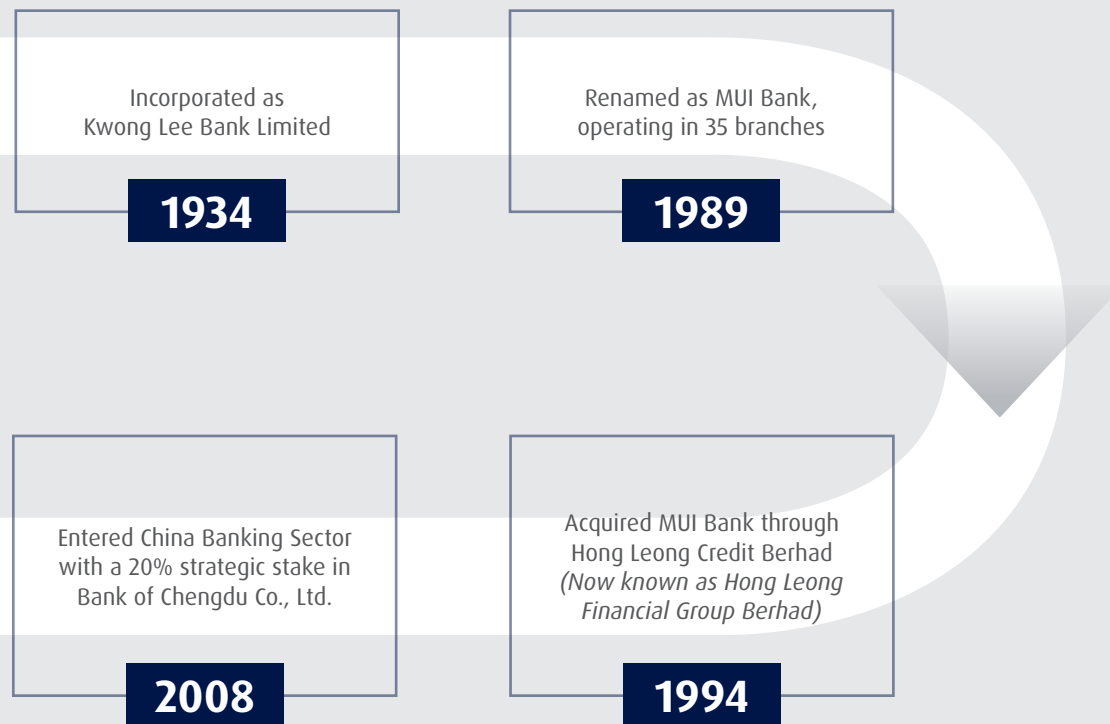 Incorporated as
Kwong Lee Bank Limited
1934
Renamed as MUI Bank,
operating in 35 branches
1989
Acquired MUI Bank through
Hong Leong Credit Berhad
(Now known as Hong Leong
Financial Group Berhad)
1994
Entered China Banking Sector
with a 20% strategic stake in
Bank of Chengdu Co., Ltd.
2008